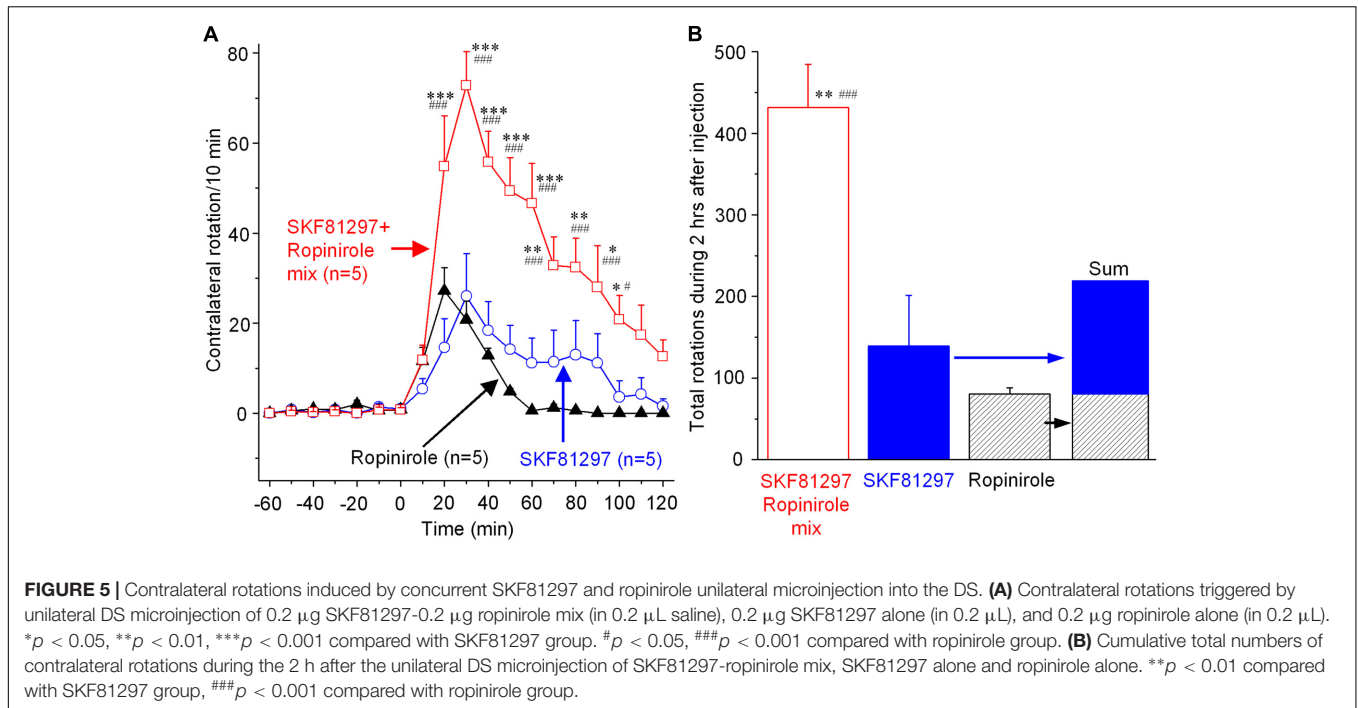 A
80
60
40
20
0
Contralateral rotation/10 min
***
###
***
###
***
###
***
###
***
###
**
###
**
###
*
###
* #
SKF81297+
Ropinirole
mix (n=5)
Ropinirole (n=5)
SKF81297 (n=5)
-60 -40 -20 0 20 40 60 80 100 120
Time (min)
B
500
450
400
350
300
250
200
150
100
50
0
Total rotations during 2 hrs after injection
** ###
Sum
SKF81297
Ropinirole
mix
SKF81297
Ropinirole
FIGURE 5 | Contralateral rotations induced by concurrent SKF81297 and ropinirole unilateral microinjection into the DS. (A) Contralateral rotations triggered by
unilateral DS microinjection of 0.2 μg SKF81297-0.2 μg ropinirole mix (in 0.2 μL saline), 0.2 μg SKF81297 alone (in 0.2 μL), and 0.2 μg ropinirole alone (in 0.2 μL).
*p < 0.05, **p < 0.01, ***p < 0.001 compared with SKF81297 group. #p < 0.05, ###p < 0.001 compared with ropinirole group. (B) Cumulative total numbers of
contralateral rotations during the 2 h after the unilateral DS microinjection of SKF81297-ropinirole mix, SKF81297 alone and ropinirole alone. **p < 0.01 compared
with SKF81297 group, ###p < 0.001 compared with ropinirole group.